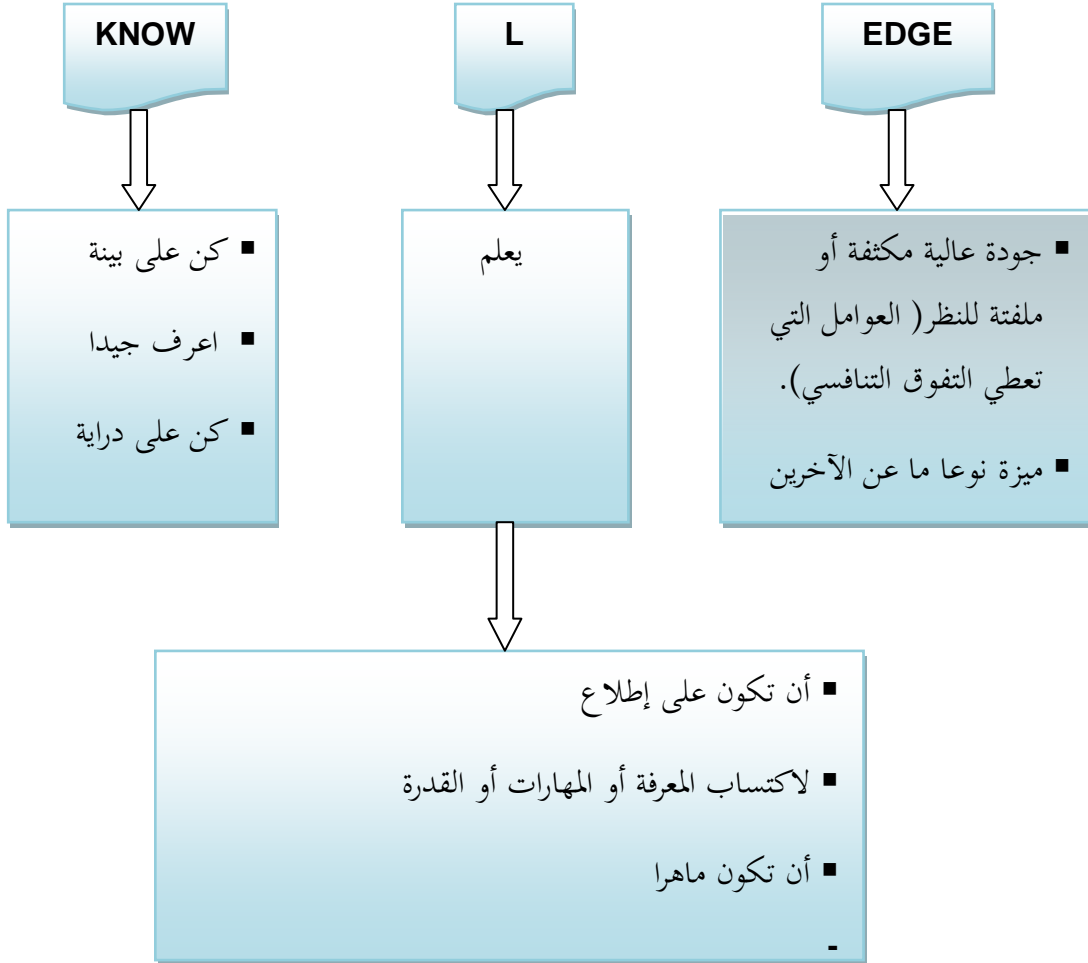 KNOW
L
EDGE
▪ كن على بينة
▪ اعرف جيدا
▪ كن على دراية
يعلم
▪ جودة عالية مكثفة أو
ملفتة للنظر( العوامل التي
تعطي التفوق التنافسي).
▪ ميزة نوعا ما عن الآخرين
▪ أن تكون على إطلاع
▪ لاكتساب المعرفة أو المهارات أو القدرة
▪ أن تكون ماهرا
-